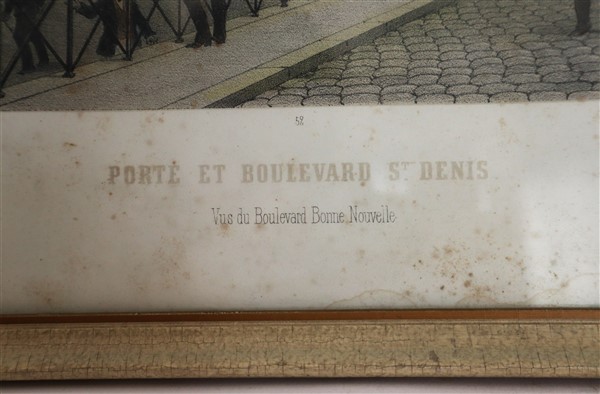 52
PORTE ET BOULEVARD ST DENIS
Vus du Boulevard Bonne Nouvelle